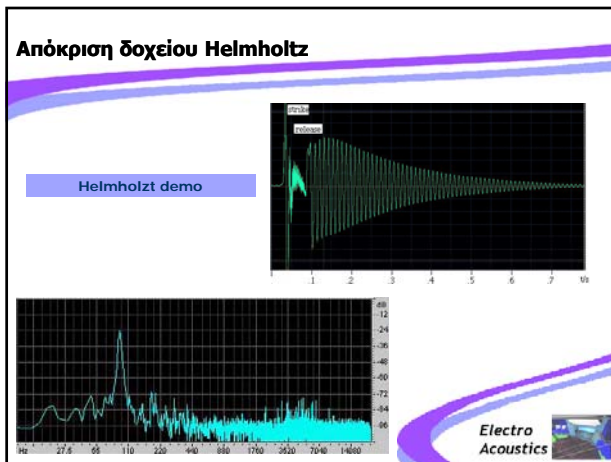 Απόκριση δοχείου Helmholtz
stroke
release
Helmholzt demo
.1 .2 .3 .4 .5 .6 .7 t/s
dB
-12
-24
-36
-48
-60
-72
-84
-96
Hz 27.5 55 110 220 440 880 1760 3520 7040 14080
Electro
Acoustics